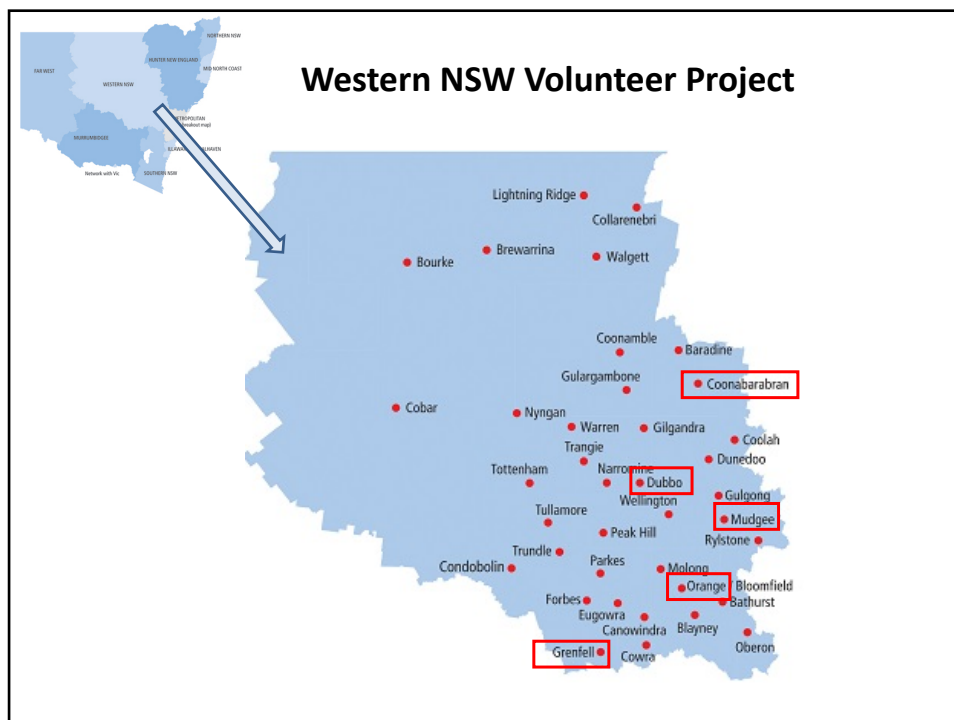 NORTHERN NSW
HUNTER NEW ENGLAND
FAR WEST
MID NORTH COAST
WESTERN NSW
MURRUMBIDGEE
SOUTHERN NSW
Network with Vic
Western NSW Volunteer Project
Lightning Ridge
Collarenebri
Brewarrina
Walgett
Bourke
Coonamble
Baradine
Gulargambone
Coonabarabran
Cobar
Nyngan
Warren
Gilgandra
Coolah
Trangie
Dunedoo
Tottenham
Narromine
Dubbo
Wellington
Gulgong
Tullamore
Mudgee
Peak Hill
Rylstone
Trundle
Condobolin
Parkes
Molong
Orange / Bloomfield
Forbes
Bathurst
Eugowra
Canowindra
Blayney
Oberon
Grenfell
Cowra